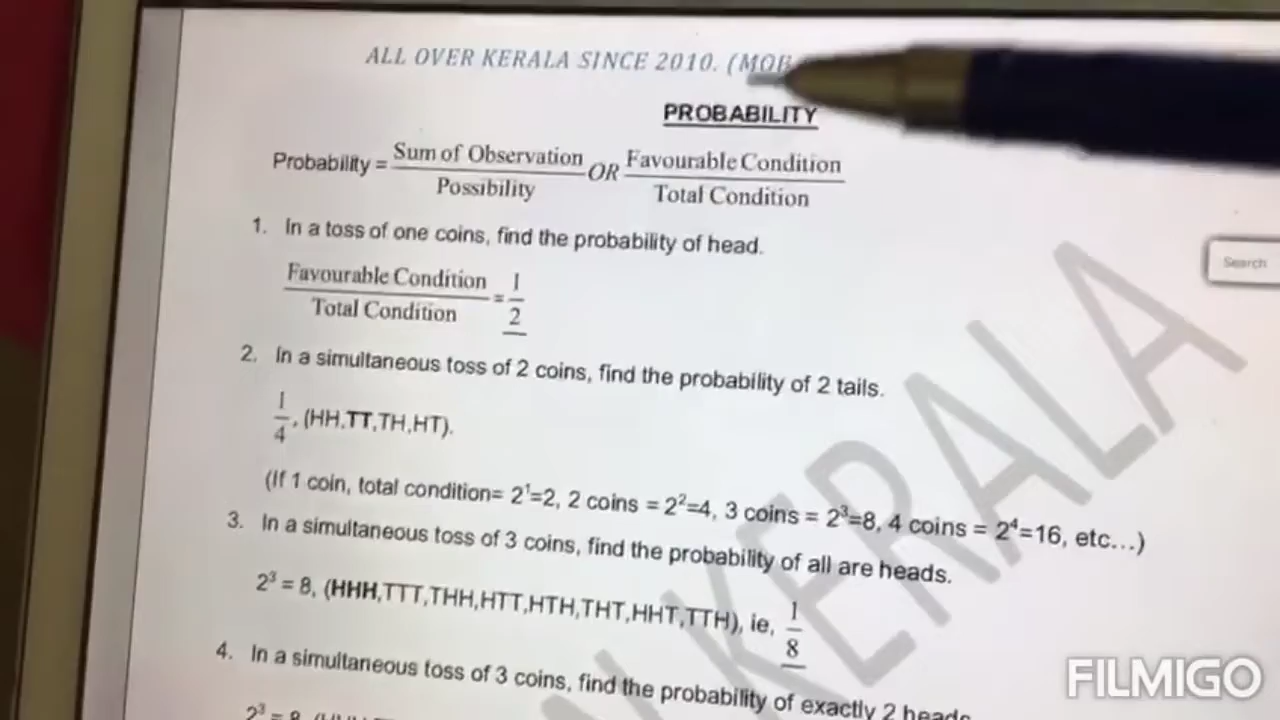 ALL OVER KERALA SINCE 2010. (MOB
PROBABILITY
Probability = Sum of Observation / Possibility OR Favourable Condition / Total Condition
1. In a toss of one coins, find the probability of head.
Favourable Condition / Total Condition = 1/2
Search
2. In a simultaneous toss of 2 coins, find the probability of 2 tails.
1/4, (HH,TT,TH,HT).
(If 1 coin, total condition= 2¹=2, 2 coins = 2²=4, 3 coins = 2³=8, 4 coins = 2⁴=16, etc...)
3. In a simultaneous toss of 3 coins, find the probability of all are heads.
2³ = 8, (HHH,TTT,THH,HTT,HTH,THT,HHT,TTH), ie, 1/8
4. In a simultaneous toss of 3 coins, find the probability of exactly 2 heads
2³ = 8
KERALA
FILMIGO